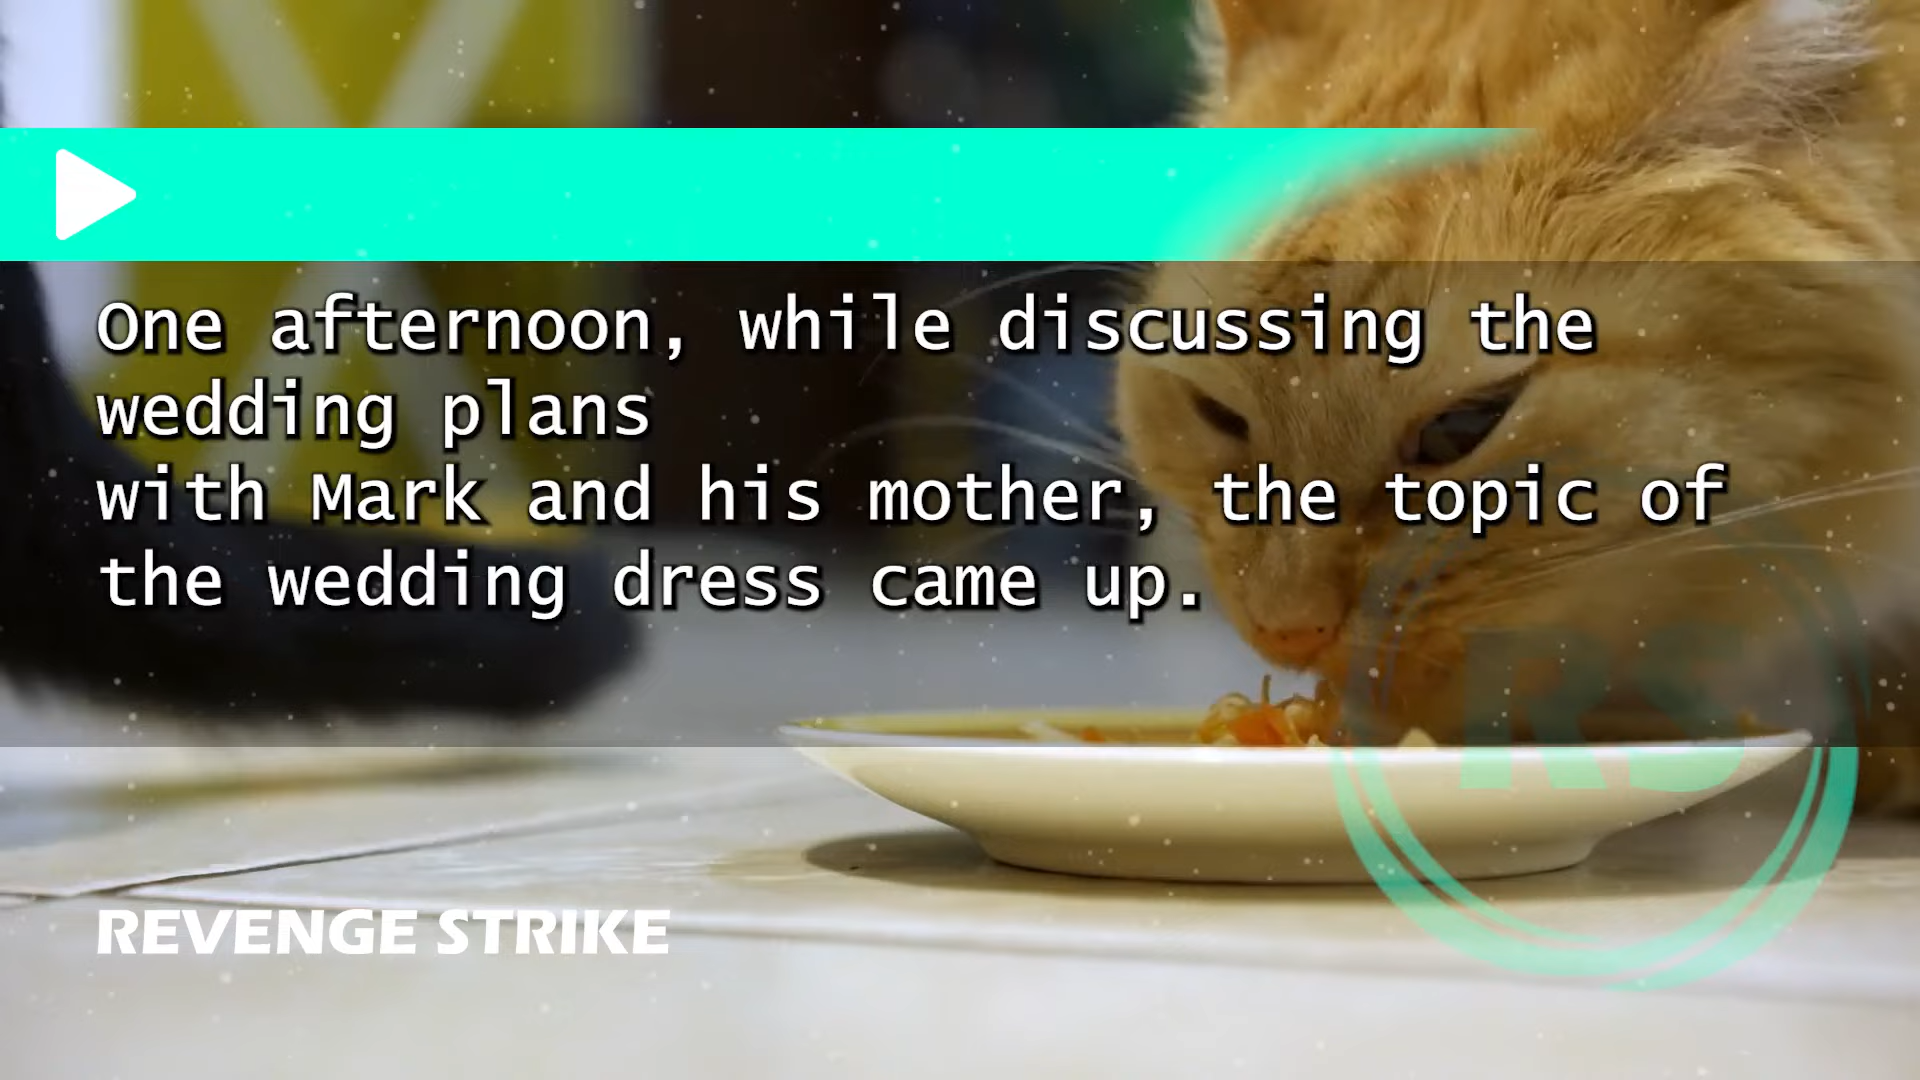 One afternoon, while discussing the
wedding plans
with Mark and his mother, the topic of
the wedding dress came up.
RS
REVENGE STRIKE